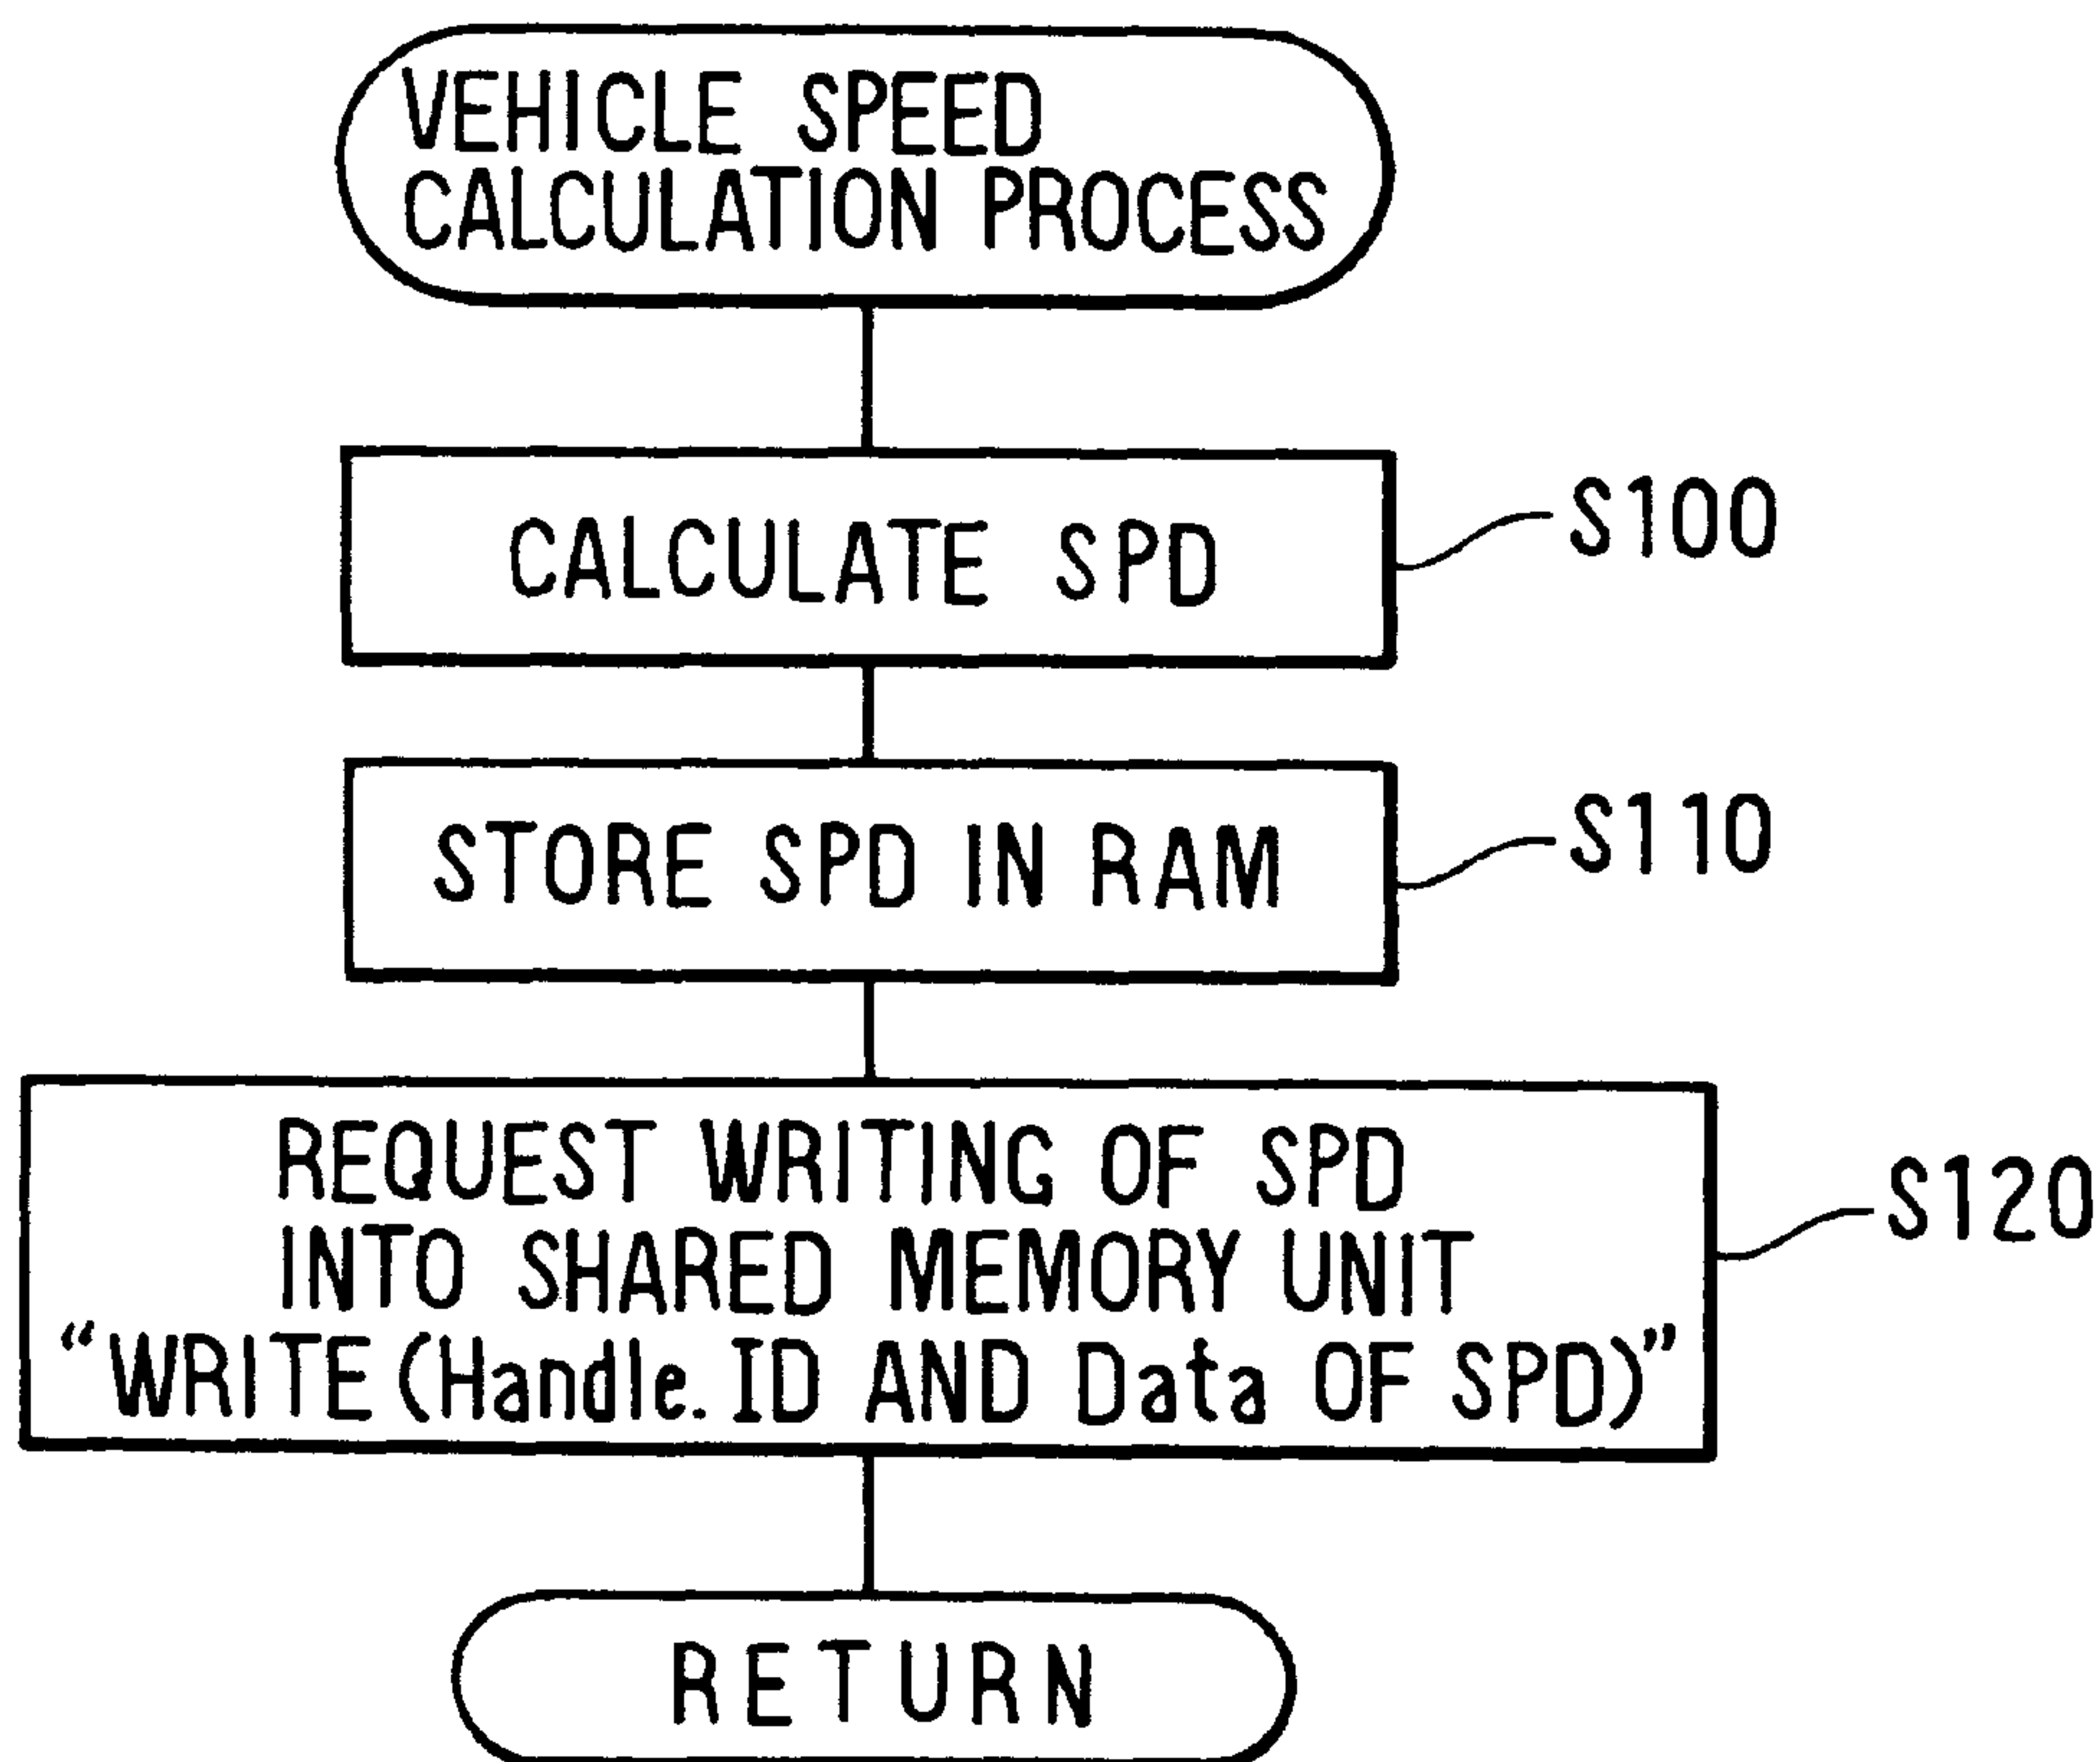 VEHICLE SPEED
CALCULATION PROCESS
CALCULATE SPD
S100
STORE SPD IN RAM
S110
REQUEST WRITING OF SPD
INTO SHARED MEMORY UNIT
“WRITE (Handle. ID AND Data OF SPD)”
S120
RETURN